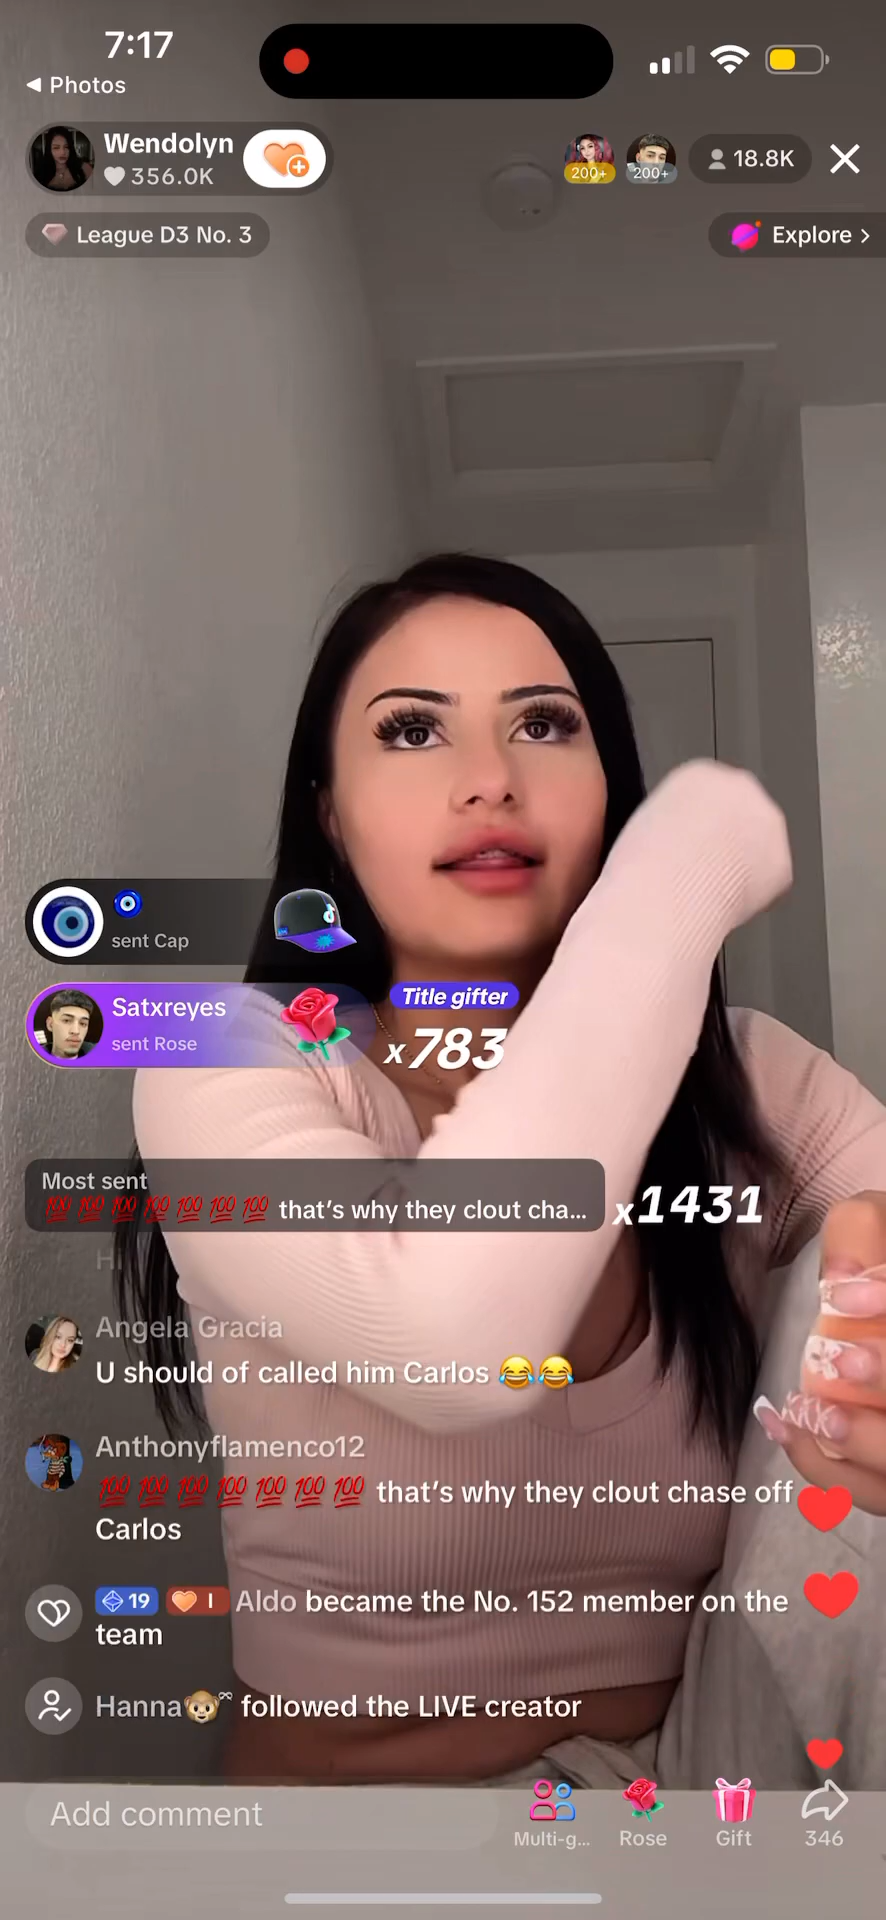 7:17
Photos
Wendolyn
356.0K
200+
200+
18.8K
League D3 No. 3
Explore
sent Cap
Satxreyes
sent Rose
Title gifter
x783
Most sent
💯💯💯💯💯💯💯 that's why they clout cha...
x1431
Hi
Angela Gracia
U should of called him Carlos 😂😂
Anthonyflamenco12
💯💯💯💯💯💯💯 that's why they clout chase off
Carlos
19 I Aldo became the No. 152 member on the
team
Hanna🐵 followed the LIVE creator
Add comment
Multi-g...
Rose
Gift
346